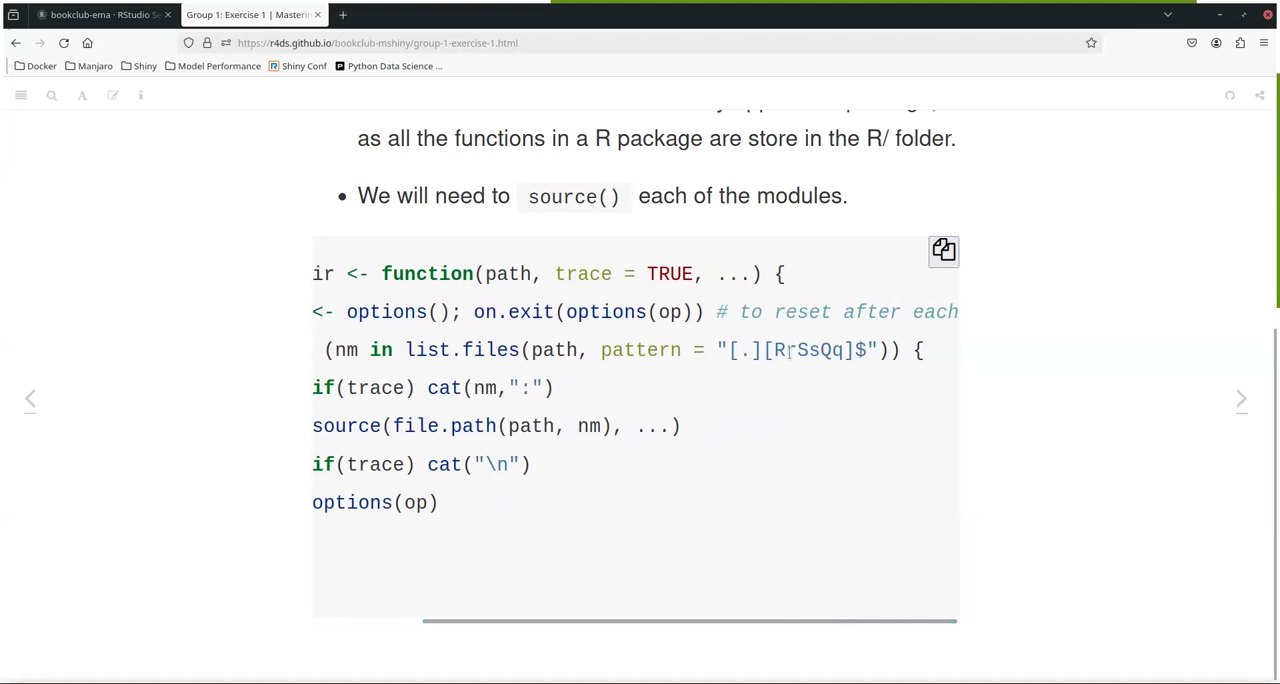 bookclub-ema · RStudio Se
Group 1: Exercise 1 | Masterin
https://r4ds.github.io/bookclub-mshiny/group-1-exercise-1.html
Docker Manjaro Shiny Model Performance Shiny Conf Python Data Science ...
as all the functions in a R package are store in the R/ folder.
• We will need to source() each of the modules.
ir <- function(path, trace = TRUE, ...) {
<- options(); on.exit(options(op)) # to reset after each
(nm in list.files(path, pattern = "[.][RrSsQq]$")) {
if(trace) cat(nm,":")
source(file.path(path, nm), ...)
if(trace) cat("\n")
options(op)